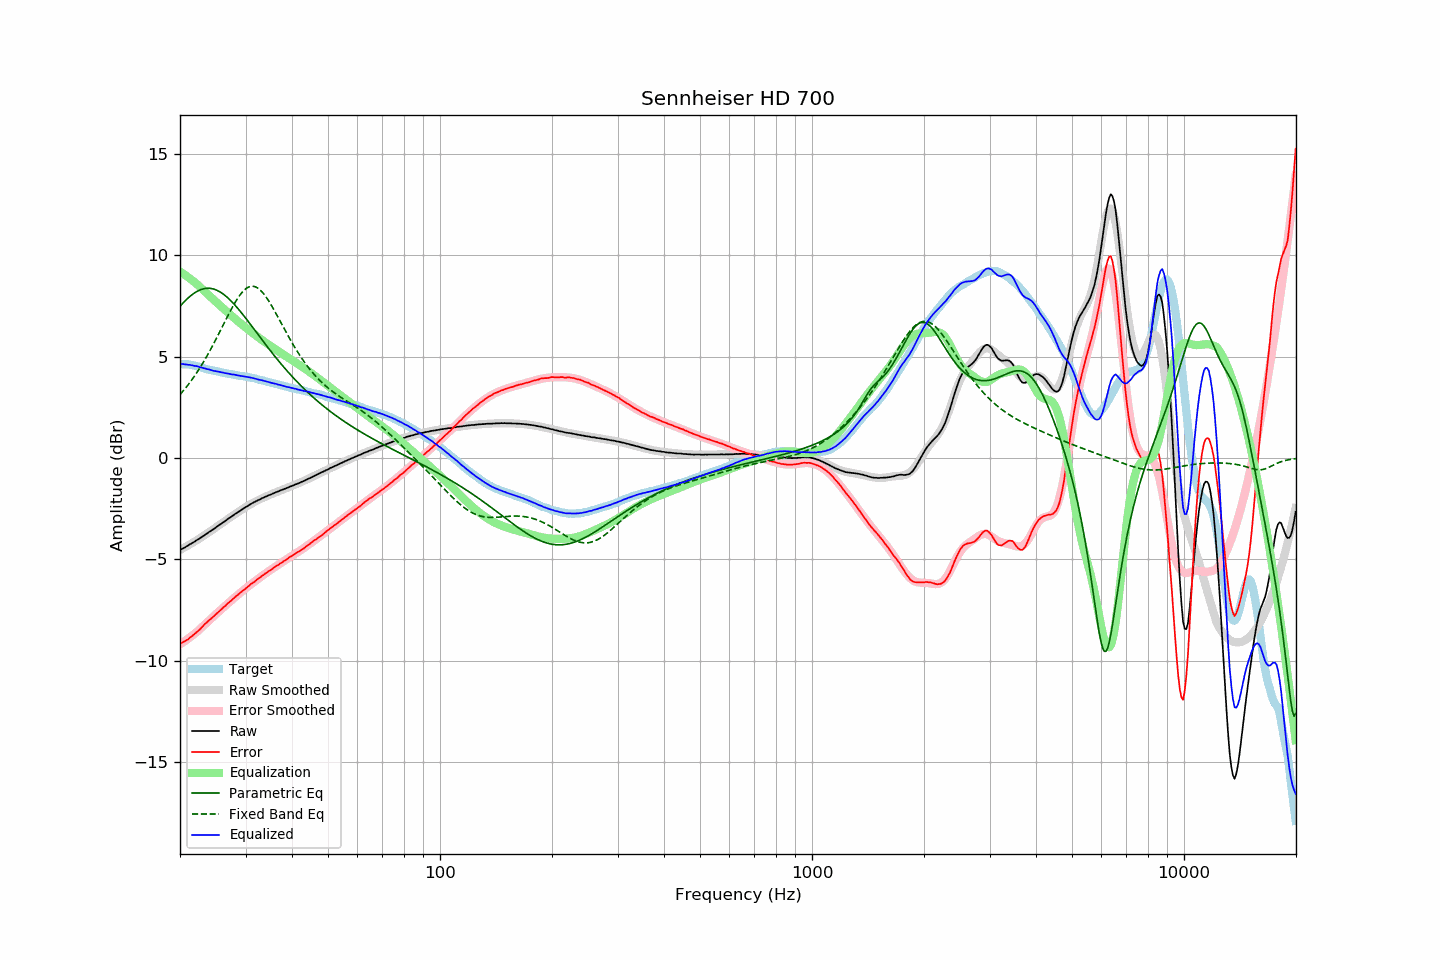 Sennheiser HD 700
Amplitude (dBr)
15
10
5
0
−5
−10
−15
Target
Raw Smoothed
Error Smoothed
Raw
Error
Equalization
Parametric Eq
Fixed Band Eq
Equalized
100
1000
10000
Frequency (Hz)